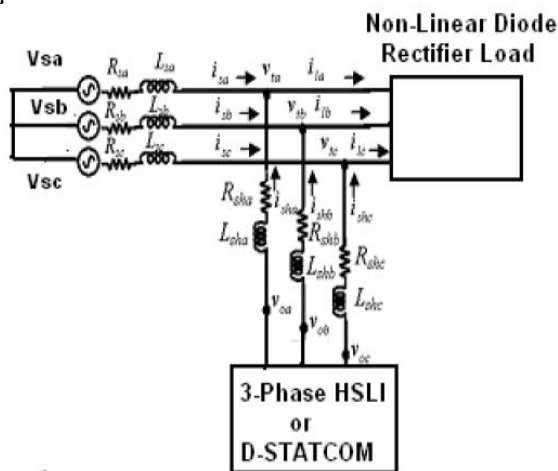 Non-Linear Diode
Rectifier Load
Vsa
Rsa
Lsa
isa
vta
ila
Vsb
Rsb
Lsb
isb
vtb
ilb
Rsc
Lsc
isc
vtc
ilc
Vsc
Rsha
isha
ishb
ishc
Lsha
Rshb
Lshb
Rshc
Lshc
voa
vob
voc
3-Phase HSLI
or
D-STATCOM